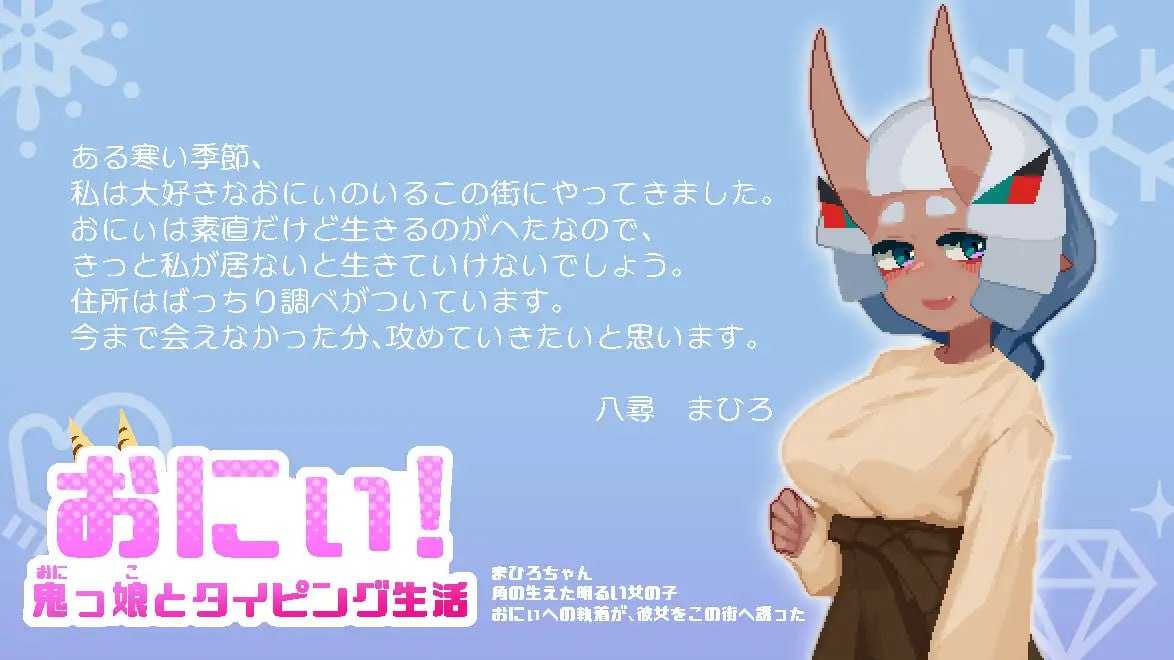 ある寒い季節、
私は大好きなおにぃのいるこの街にやってきました。
おにぃは素直だけど生きるのがへたなので、
きっと私が居ないと生きていけないでしょう。
住所はばっちり調べがついています。
今まで会えなかった分、攻めていきたいと思います。
八尋　まひろ
おにぃ!
おに こ
鬼っ娘とタイピング生活
まひろちゃん
角の生えた明るい女の子
おにぃへの執着が、彼女をこの街へ誘った